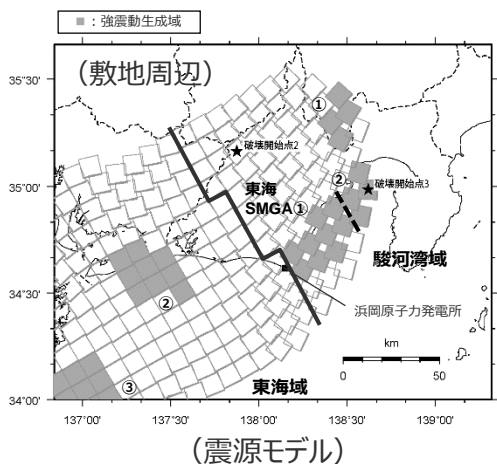 ■：強震動生成域
（敷地周辺）
35°30'
35°00'
34°30'
34°00'
①
★破壊開始点2
②
★破壊開始点3
東海
SMGA①
駿河湾域
浜岡原子力発電所
②
km
0 50
③
東海域
137°00' 137°30' 138°00' 138°30' 139°00'
（震源モデル）